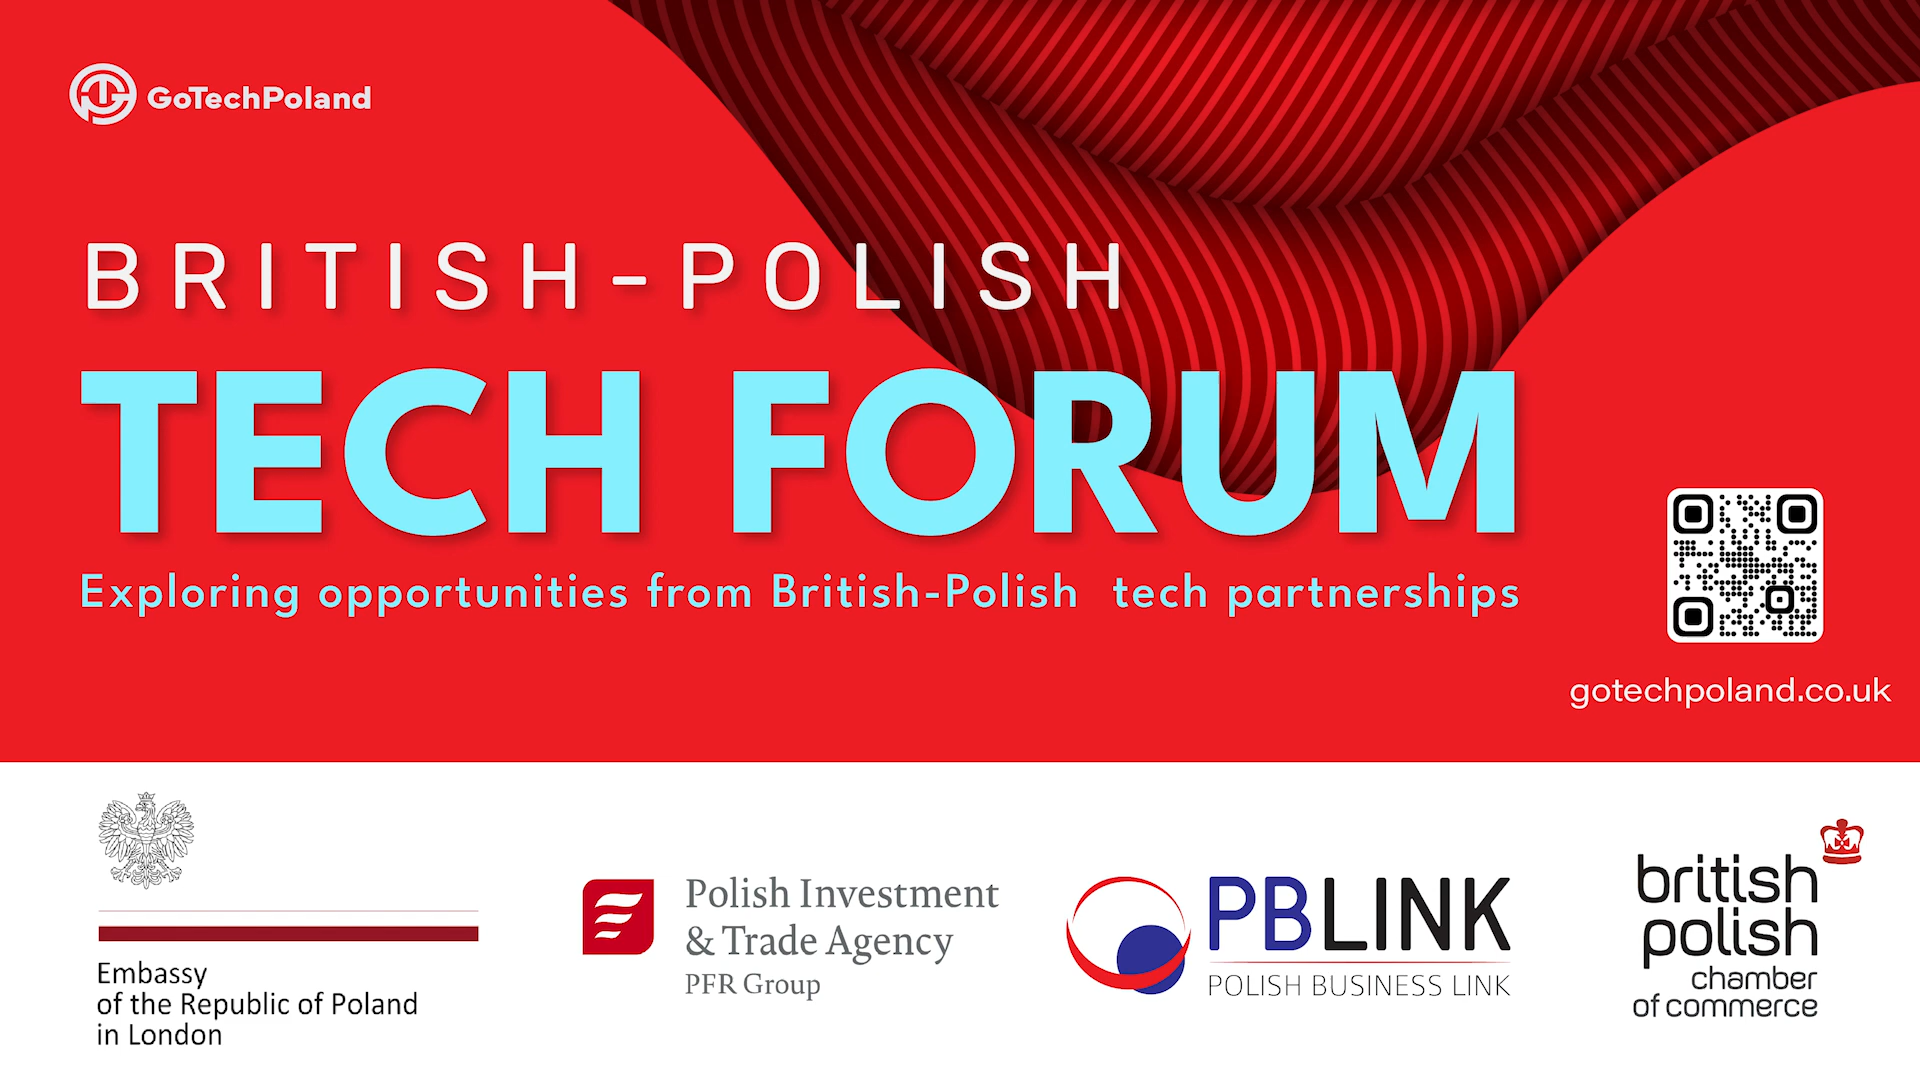 GoTechPoland
BRITISH-POLISH
TECH FORUM
Exploring opportunities from British-Polish tech partnerships
gotechpoland.co.uk
Embassy
of the Republic of Poland
in London
Polish Investment
& Trade Agency
PFR Group
PBLINK
POLISH BUSINESS LINK
british
polish
chamber
of commerce